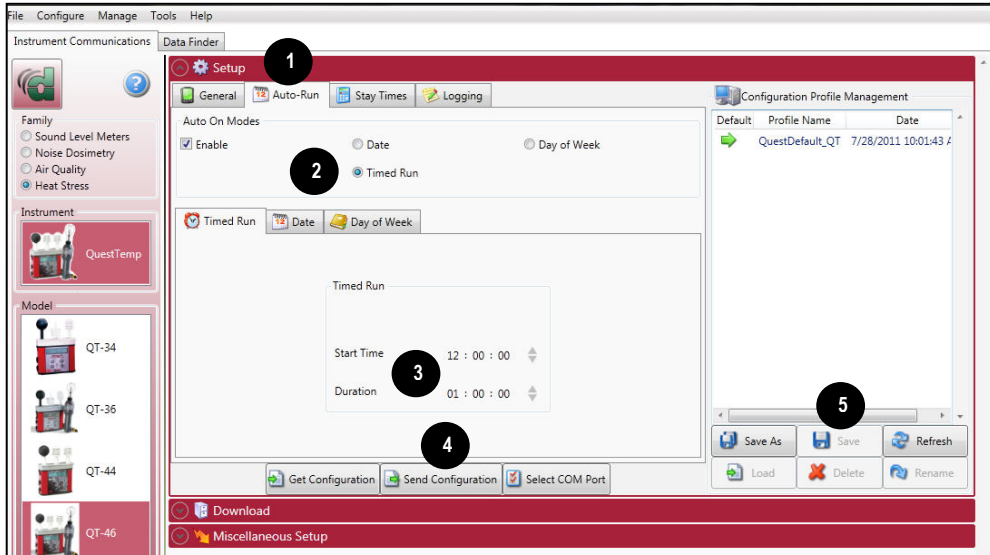 File Configure Manage Tools Help
Instrument Communications Data Finder
1
Setup
General 12 Auto-Run Stay Times Logging
Configuration Profile Management
Auto On Modes
Default Profile Name Date
Enable Date Day of Week
QuestDefault_QT 7/28/2011 10:01:43 A
2
Timed Run
Family
Sound Level Meters
Noise Dosimetry
Air Quality
Heat Stress
Instrument
QuestTemp
Timed Run 12 Date Day of Week
Timed Run
Start Time 12 : 00 : 00
3
Duration 01 : 00 : 00
Model
QT-34
QT-36
QT-44
QT-46
4
Get Configuration Send Configuration Select COM Port
5
Save As Save Refresh
Load Delete Rename
Download
Miscellaneous Setup